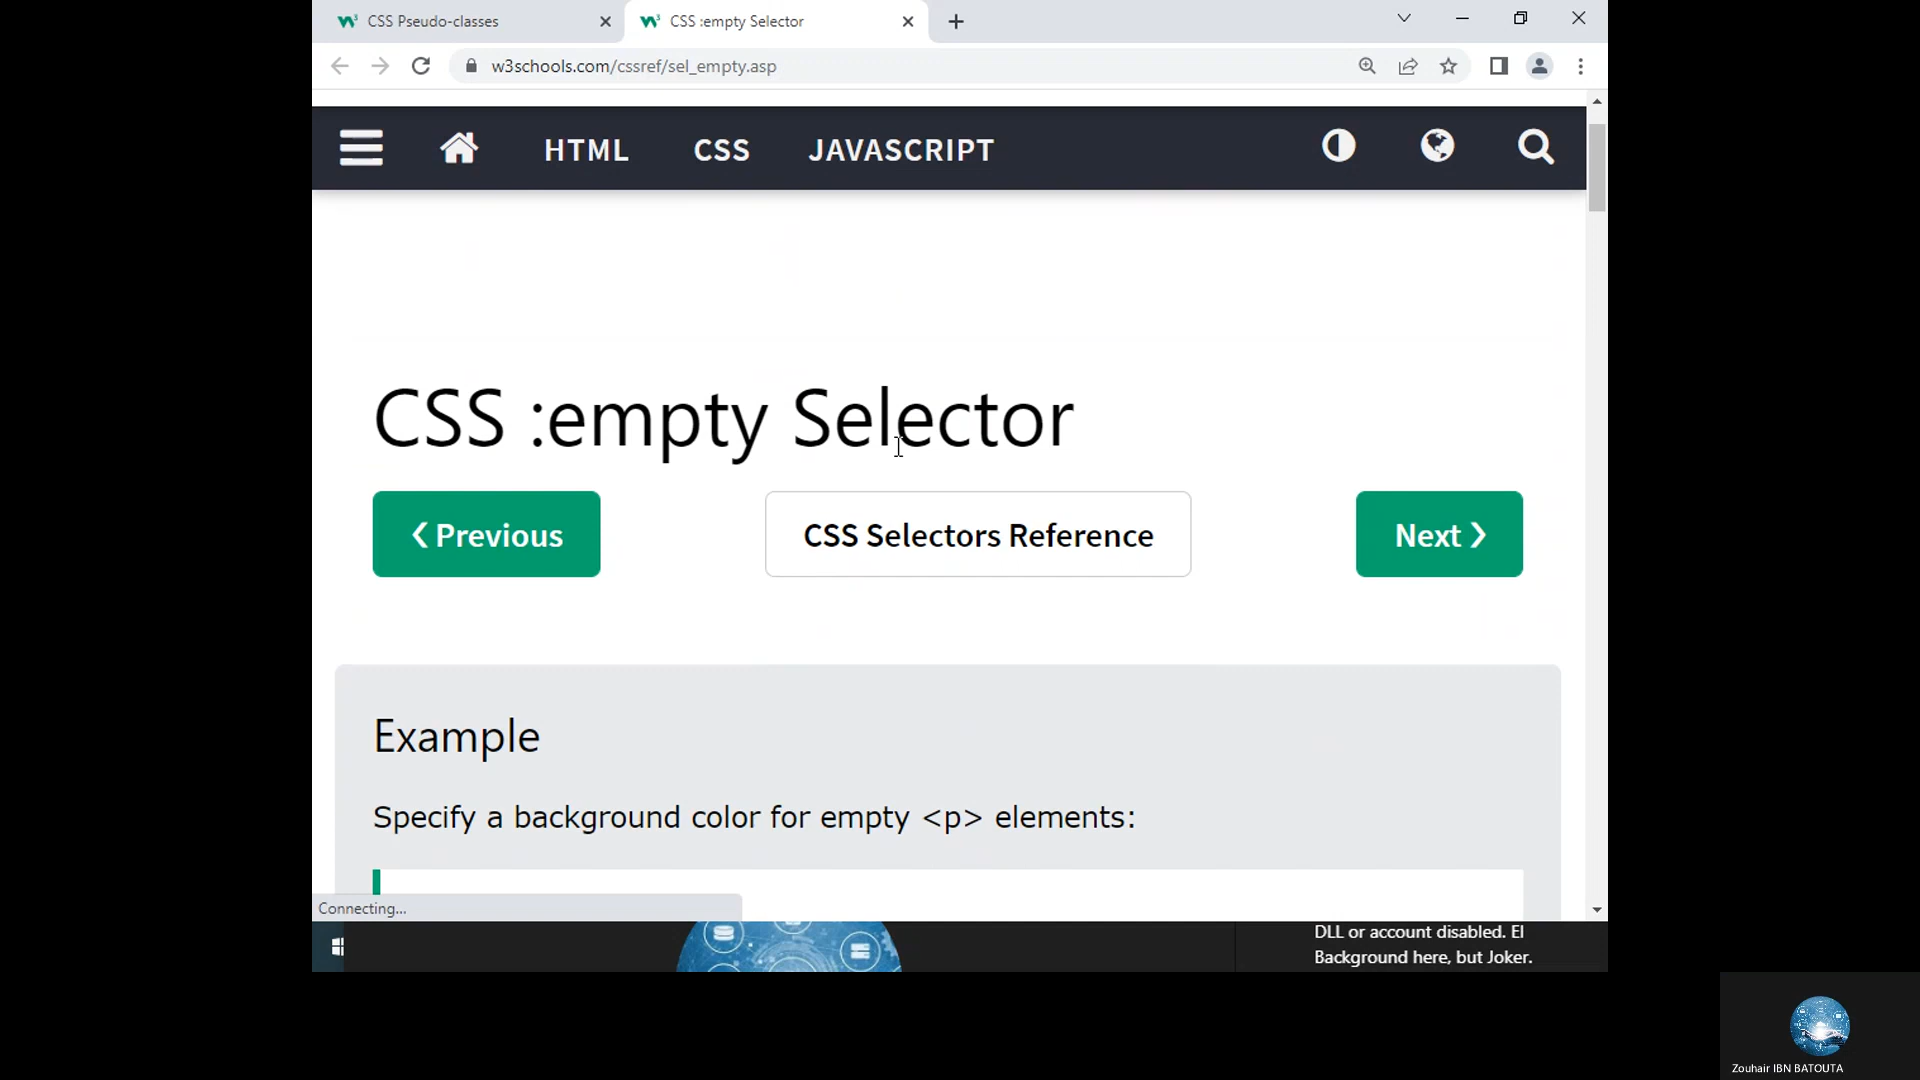 CSS Pseudo-classes
CSS :empty Selector
w3schools.com/cssref/sel_empty.asp
HTML CSS JAVASCRIPT
CSS :empty Selector
❮ Previous
CSS Selectors Reference
Next ❯
Example
Specify a background color for empty <p> elements:
Connecting...
DLL or account disabled. El
Background here, but Joker.
Zouhair IBN BATOUTA